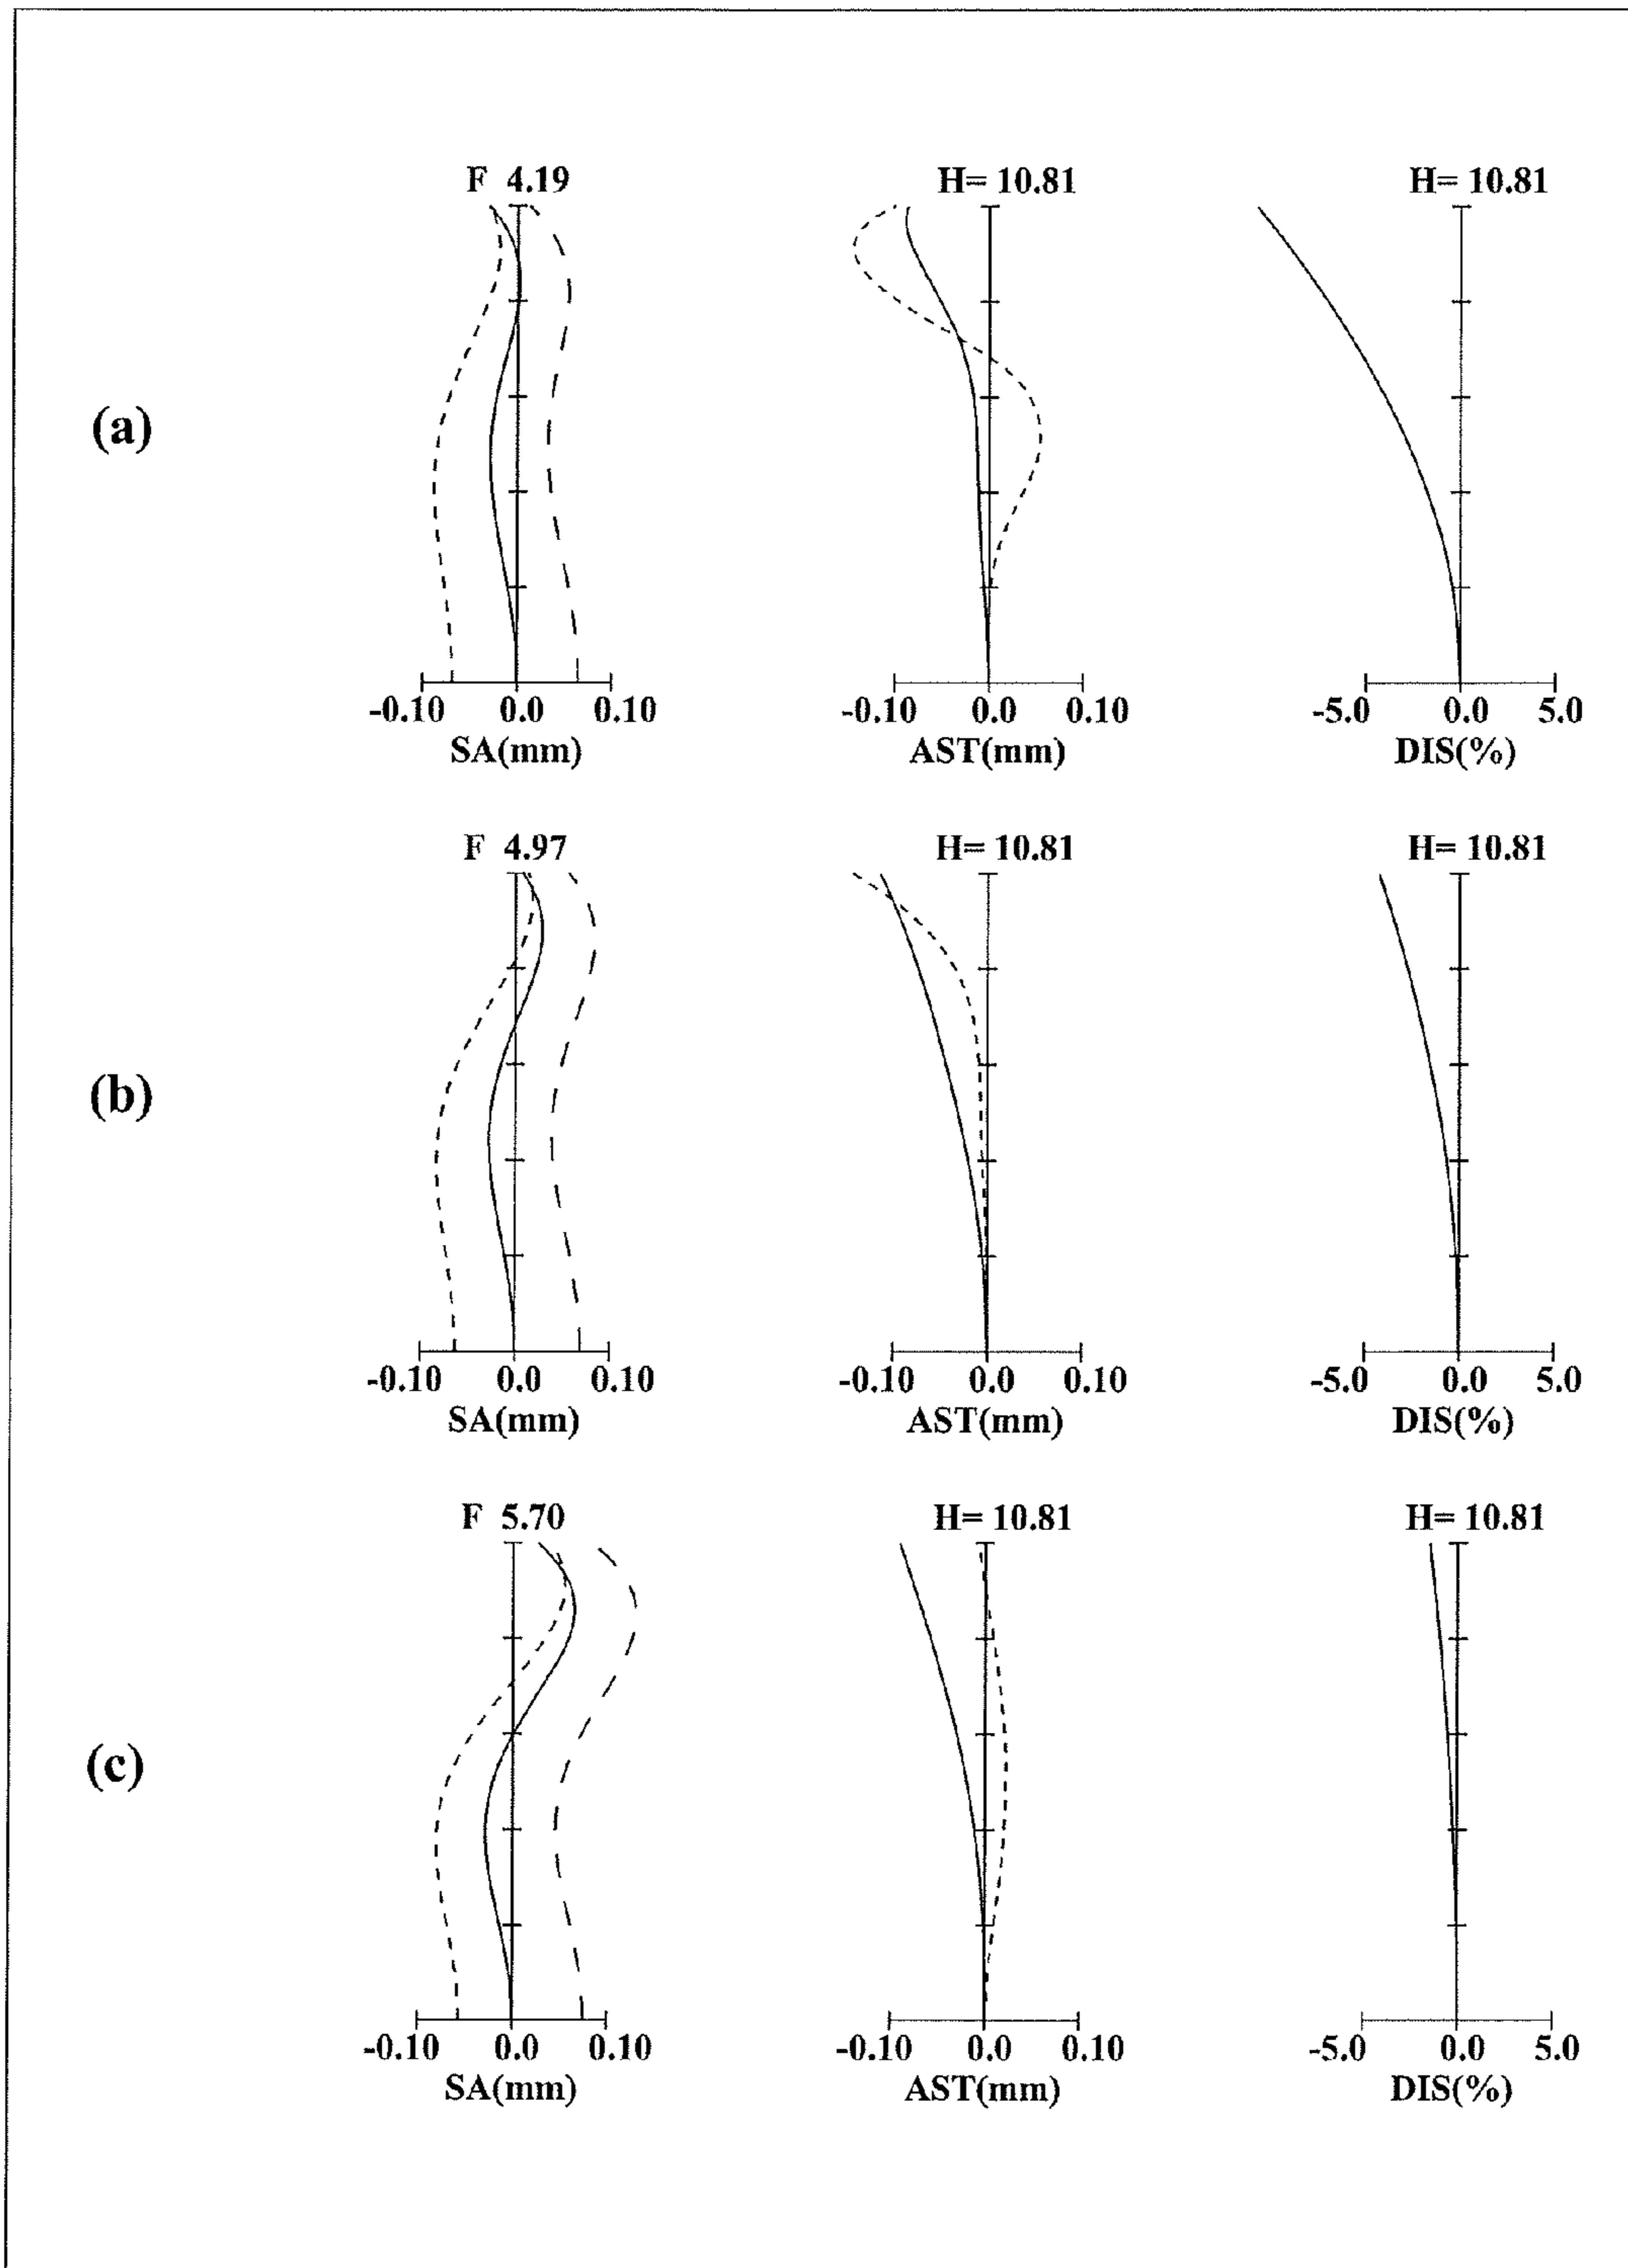 F 4.19 H= 10.81 H= 10.81
(a)
-0.10 0.0 0.10 -0.10 0.0 0.10 -5.0 0.0 5.0
SA(mm) AST(mm) DIS(%)
F 4.97 H= 10.81 H= 10.81
(b)
-0.10 0.0 0.10 -0.10 0.0 0.10 -5.0 0.0 5.0
SA(mm) AST(mm) DIS(%)
F 5.70 H= 10.81 H= 10.81
(c)
-0.10 0.0 0.10 -0.10 0.0 0.10 -5.0 0.0 5.0
SA(mm) AST(mm) DIS(%)